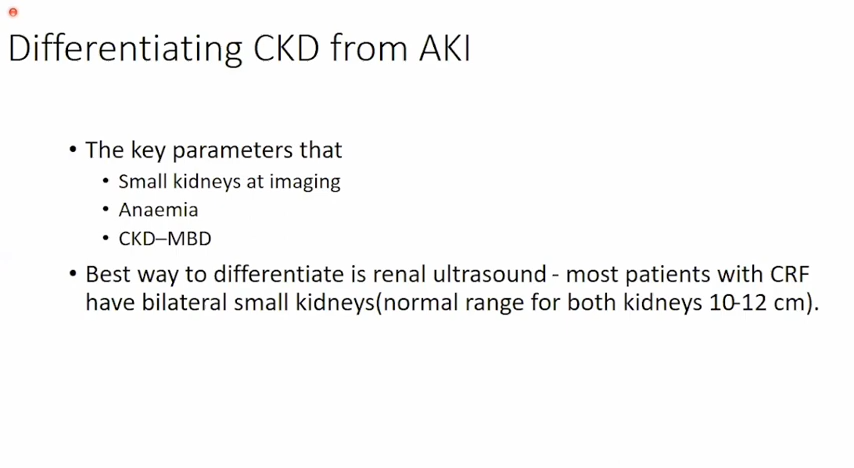 Differentiating CKD from AKI
• The key parameters that
• Small kidneys at imaging
• Anaemia
• CKD–MBD
• Best way to differentiate is renal ultrasound - most patients with CRF
have bilateral small kidneys(normal range for both kidneys 10-12 cm).